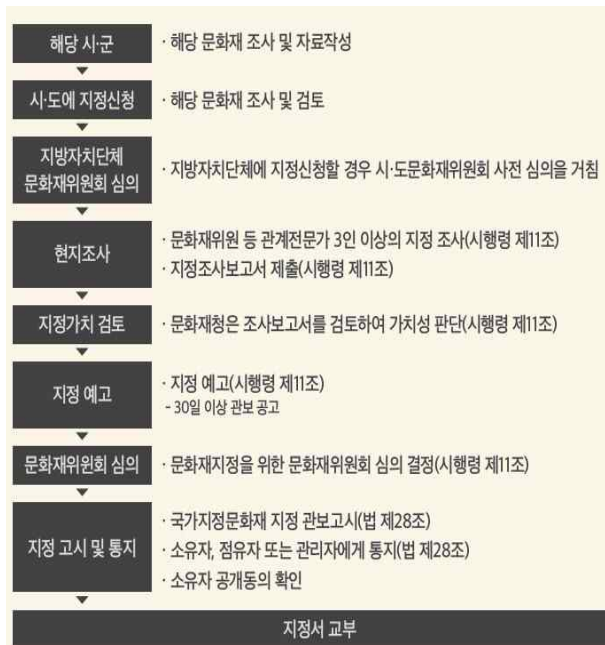 해당 시·군
· 해당 문화재 조사 및 자료작성
시·도에 지정신청
· 해당 문화재 조사 및 검토
지방자치단체
문화재위원회 심의
· 지방자치단체에 지정신청할 경우 시·도문화재위원회 사전 심의을 거침
현지조사
· 문화재위원 등 관계전문가 3인 이상의 지정 조사(시행령 제11조)
· 지정조사보고서 제출(시행령 제11조)
지정가치 검토
· 문화재청은 조사보고서를 검토하여 가치성 판단(시행령 제11조)
지정 예고
· 지정 예고(시행령 제11조)
- 30일 이상 관보 공고
문화재위윈회 심의
· 문화재지정을 위한 문화재위원회 심의 결정(시행령 제11조)
지정 고시 및 통지
· 국가지정문화재 지정 관보고시(법 제28조)
· 소유자, 점유자 또는 관리자에게 통지(법 제28조)
· 소유자 공개동의 확인
지정서 교부